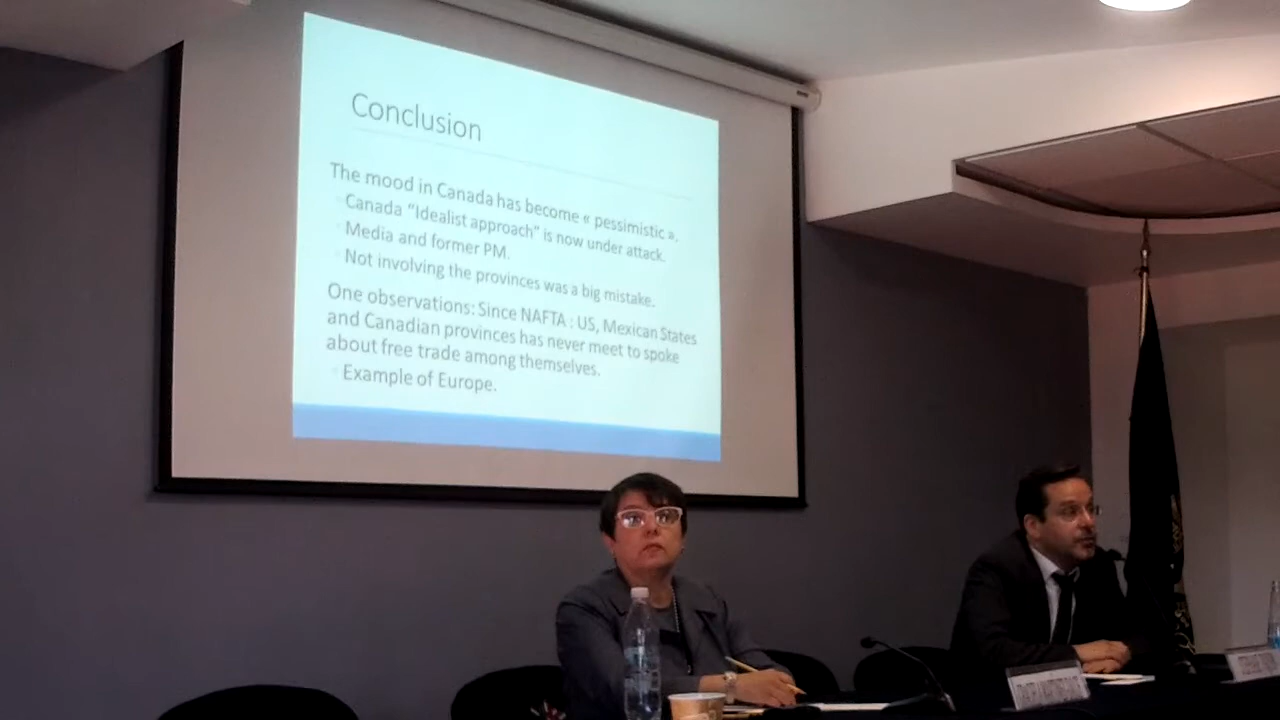 Conclusion
The mood in Canada has become « pessimistic ».
Canada "Idealist approach" is now under attack.
Media and former PM.
Not involving the provinces was a big mistake.
One observations: Since NAFTA : US, Mexican States
and Canadian provinces has never meet to spoke
about free trade among themselves.
Example of Europe.